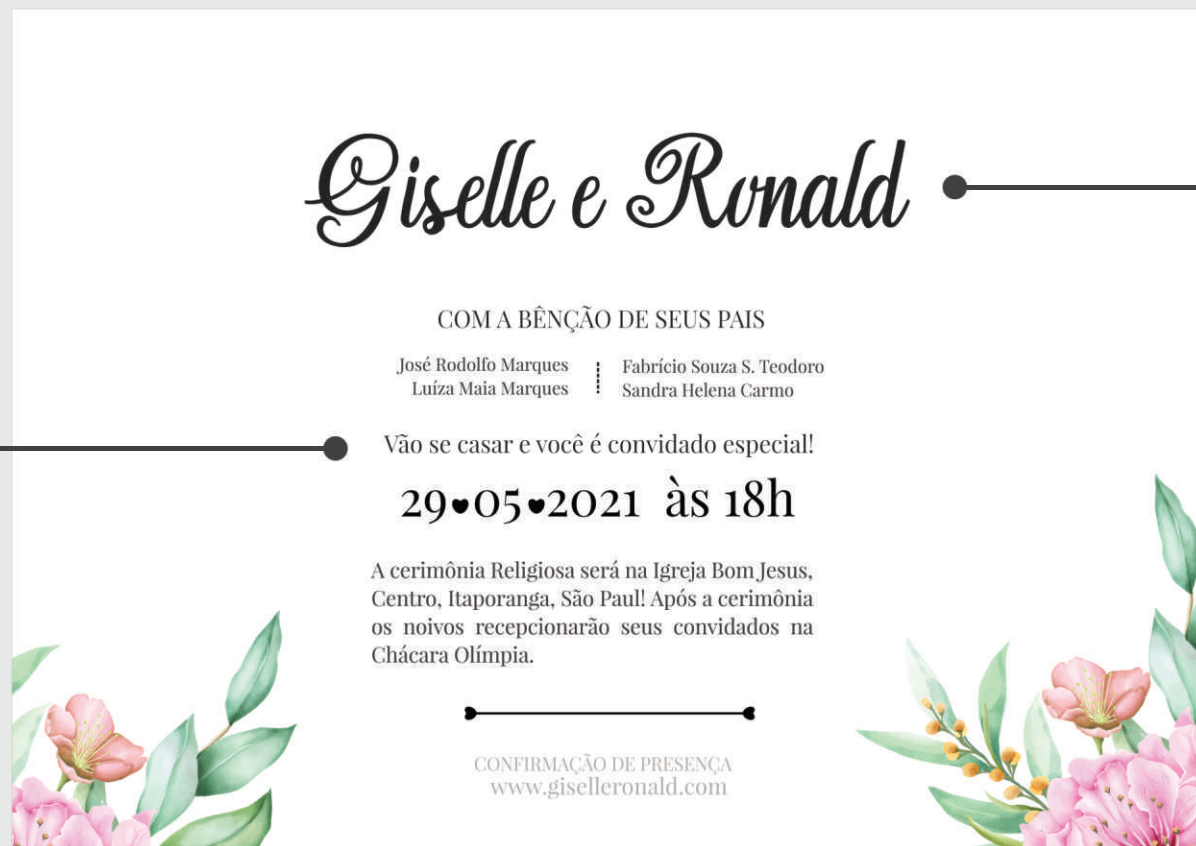 Giselle e Ronald
COM A BÊNÇÃO DE SEUS PAIS
José Rodolfo Marques
Luíza Maia Marques
Fabrício Souza S. Teodoro
Sandra Helena Carmo
Vão se casar e você é convidado especial!
29♥05♥2021 às 18h
A cerimônia Religiosa será na Igreja Bom Jesus,
Centro, Itaporanga, São Paul! Após a cerimônia
os noivos recepcionarão seus convidados na
Chácara Olímpia.
CONFIRMAÇÃO DE PRESENÇA
www.giselleronald.com